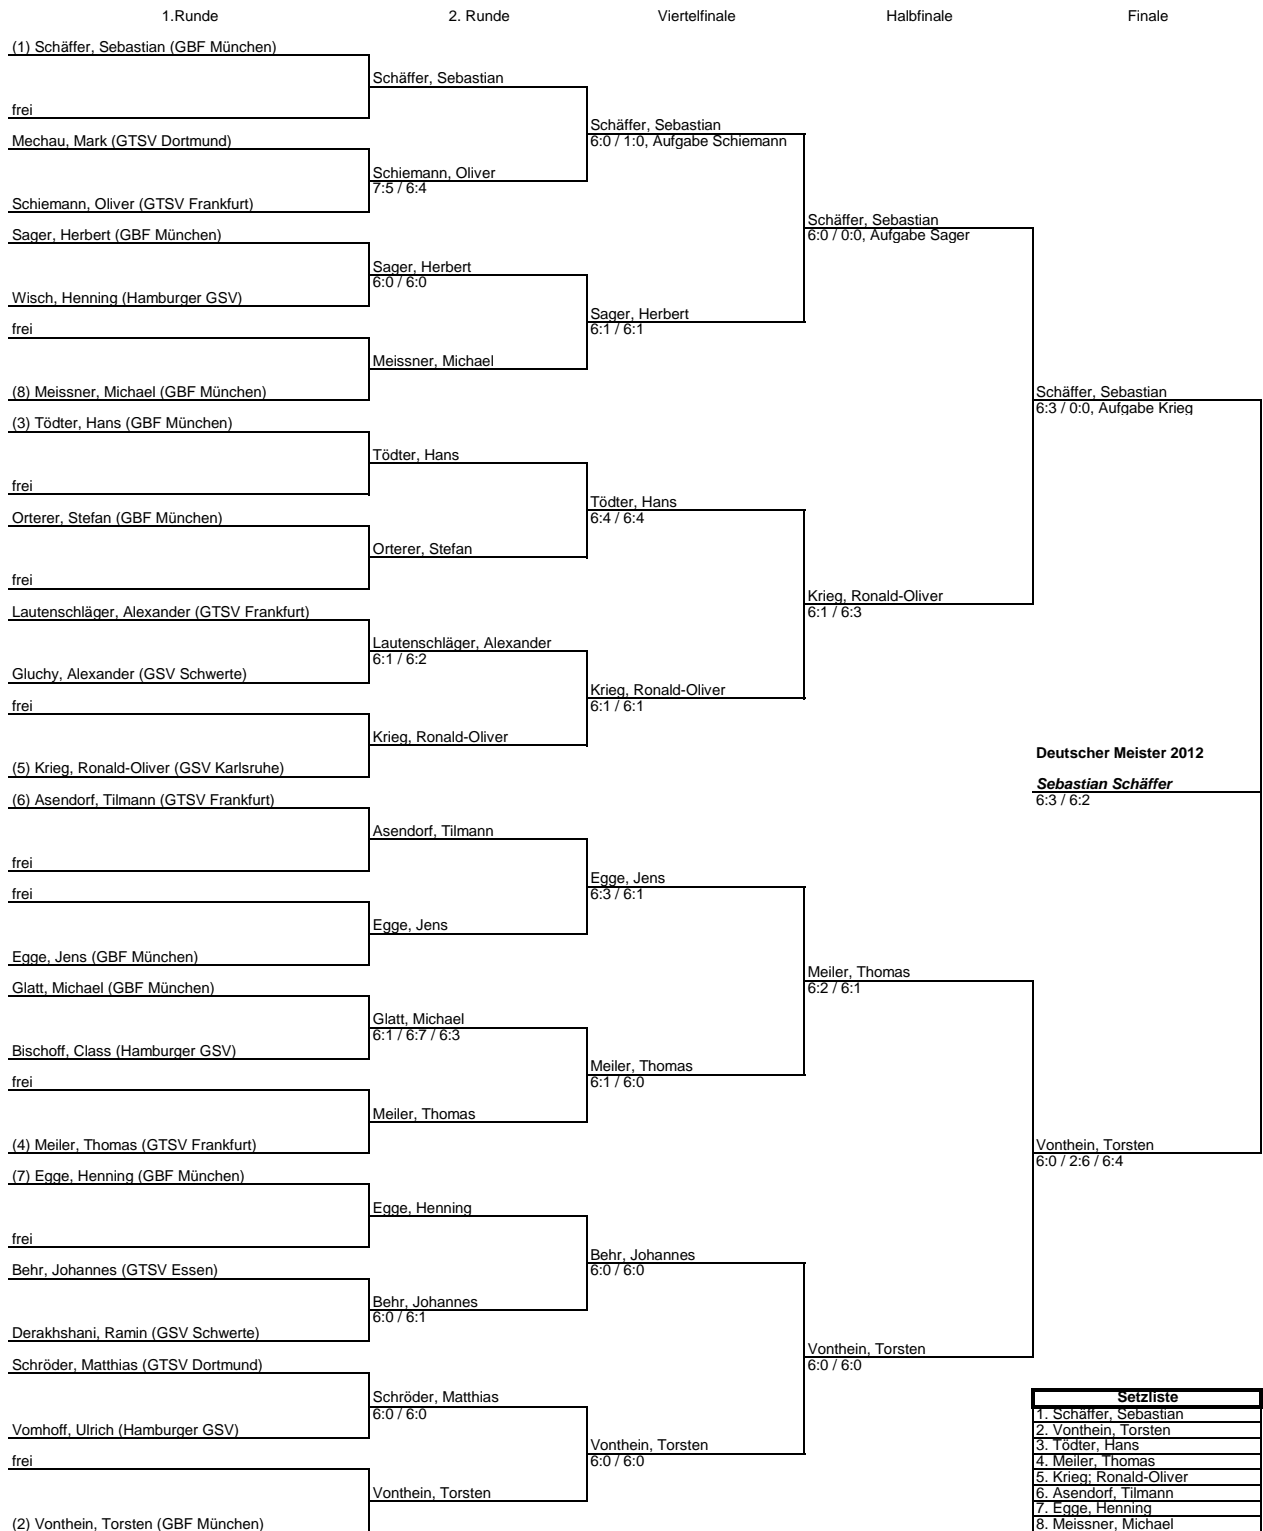 1.Runde
2. Runde
Viertelfinale
Halbfinale
Finale
(1) Schäffer, Sebastian (GBF München)
Schäffer, Sebastian
frei
Schäffer, Sebastian
6:0 / 1:0, Aufgabe Schiemann
Mechau, Mark (GTSV Dortmund)
Schiemann, Oliver
7:5 / 6:4
Schiemann, Oliver (GTSV Frankfurt)
Schäffer, Sebastian
6:0 / 0:0, Aufgabe Sager
Sager, Herbert (GBF München)
Sager, Herbert
6:0 / 6:0
Wisch, Henning (Hamburger GSV)
Sager, Herbert
6:1 / 6:1
frei
Meissner, Michael
(8) Meissner, Michael (GBF München)
Schäffer, Sebastian
6:3 / 0:0, Aufgabe Krieg
(3) Tödter, Hans (GBF München)
Tödter, Hans
frei
Tödter, Hans
6:4 / 6:4
Orterer, Stefan (GBF München)
Orterer, Stefan
frei
Krieg, Ronald-Oliver
6:1 / 6:3
Lautenschläger, Alexander (GTSV Frankfurt)
Lautenschläger, Alexander
6:1 / 6:2
Gluchy, Alexander (GSV Schwerte)
Krieg, Ronald-Oliver
6:1 / 6:1
frei
Krieg, Ronald-Oliver
(5) Krieg, Ronald-Oliver (GSV Karlsruhe)
Deutscher Meister 2012
Sebastian Schäffer
6:3 / 6:2
(6) Asendorf, Tilmann (GTSV Frankfurt)
Asendorf, Tilmann
frei
Egge, Jens
6:3 / 6:1
frei
Egge, Jens
Egge, Jens (GBF München)
Meiler, Thomas
6:2 / 6:1
Glatt, Michael (GBF München)
Glatt, Michael
6:1 / 6:7 / 6:3
Bischoff, Class (Hamburger GSV)
Meiler, Thomas
6:1 / 6:0
frei
Meiler, Thomas
(4) Meiler, Thomas (GTSV Frankfurt)
Vonthein, Torsten
6:0 / 2:6 / 6:4
(7) Egge, Henning (GBF München)
Egge, Henning
frei
Behr, Johannes
6:0 / 6:0
Behr, Johannes (GTSV Essen)
Behr, Johannes
6:0 / 6:1
Derakhshani, Ramin (GSV Schwerte)
Vonthein, Torsten
6:0 / 6:0
Schröder, Matthias (GTSV Dortmund)
Schröder, Matthias
6:0 / 6:0
Vomhoff, Ulrich (Hamburger GSV)
Vonthein, Torsten
6:0 / 6:0
frei
Vonthein, Torsten
(2) Vonthein, Torsten (GBF München)
Setzliste
1. Schäffer, Sebastian
2. Vonthein, Torsten
3. Tödter, Hans
4. Meiler, Thomas
5. Krieg; Ronald-Oliver
6. Asendorf, Tilmann
7. Egge, Henning
8. Meissner, Michael